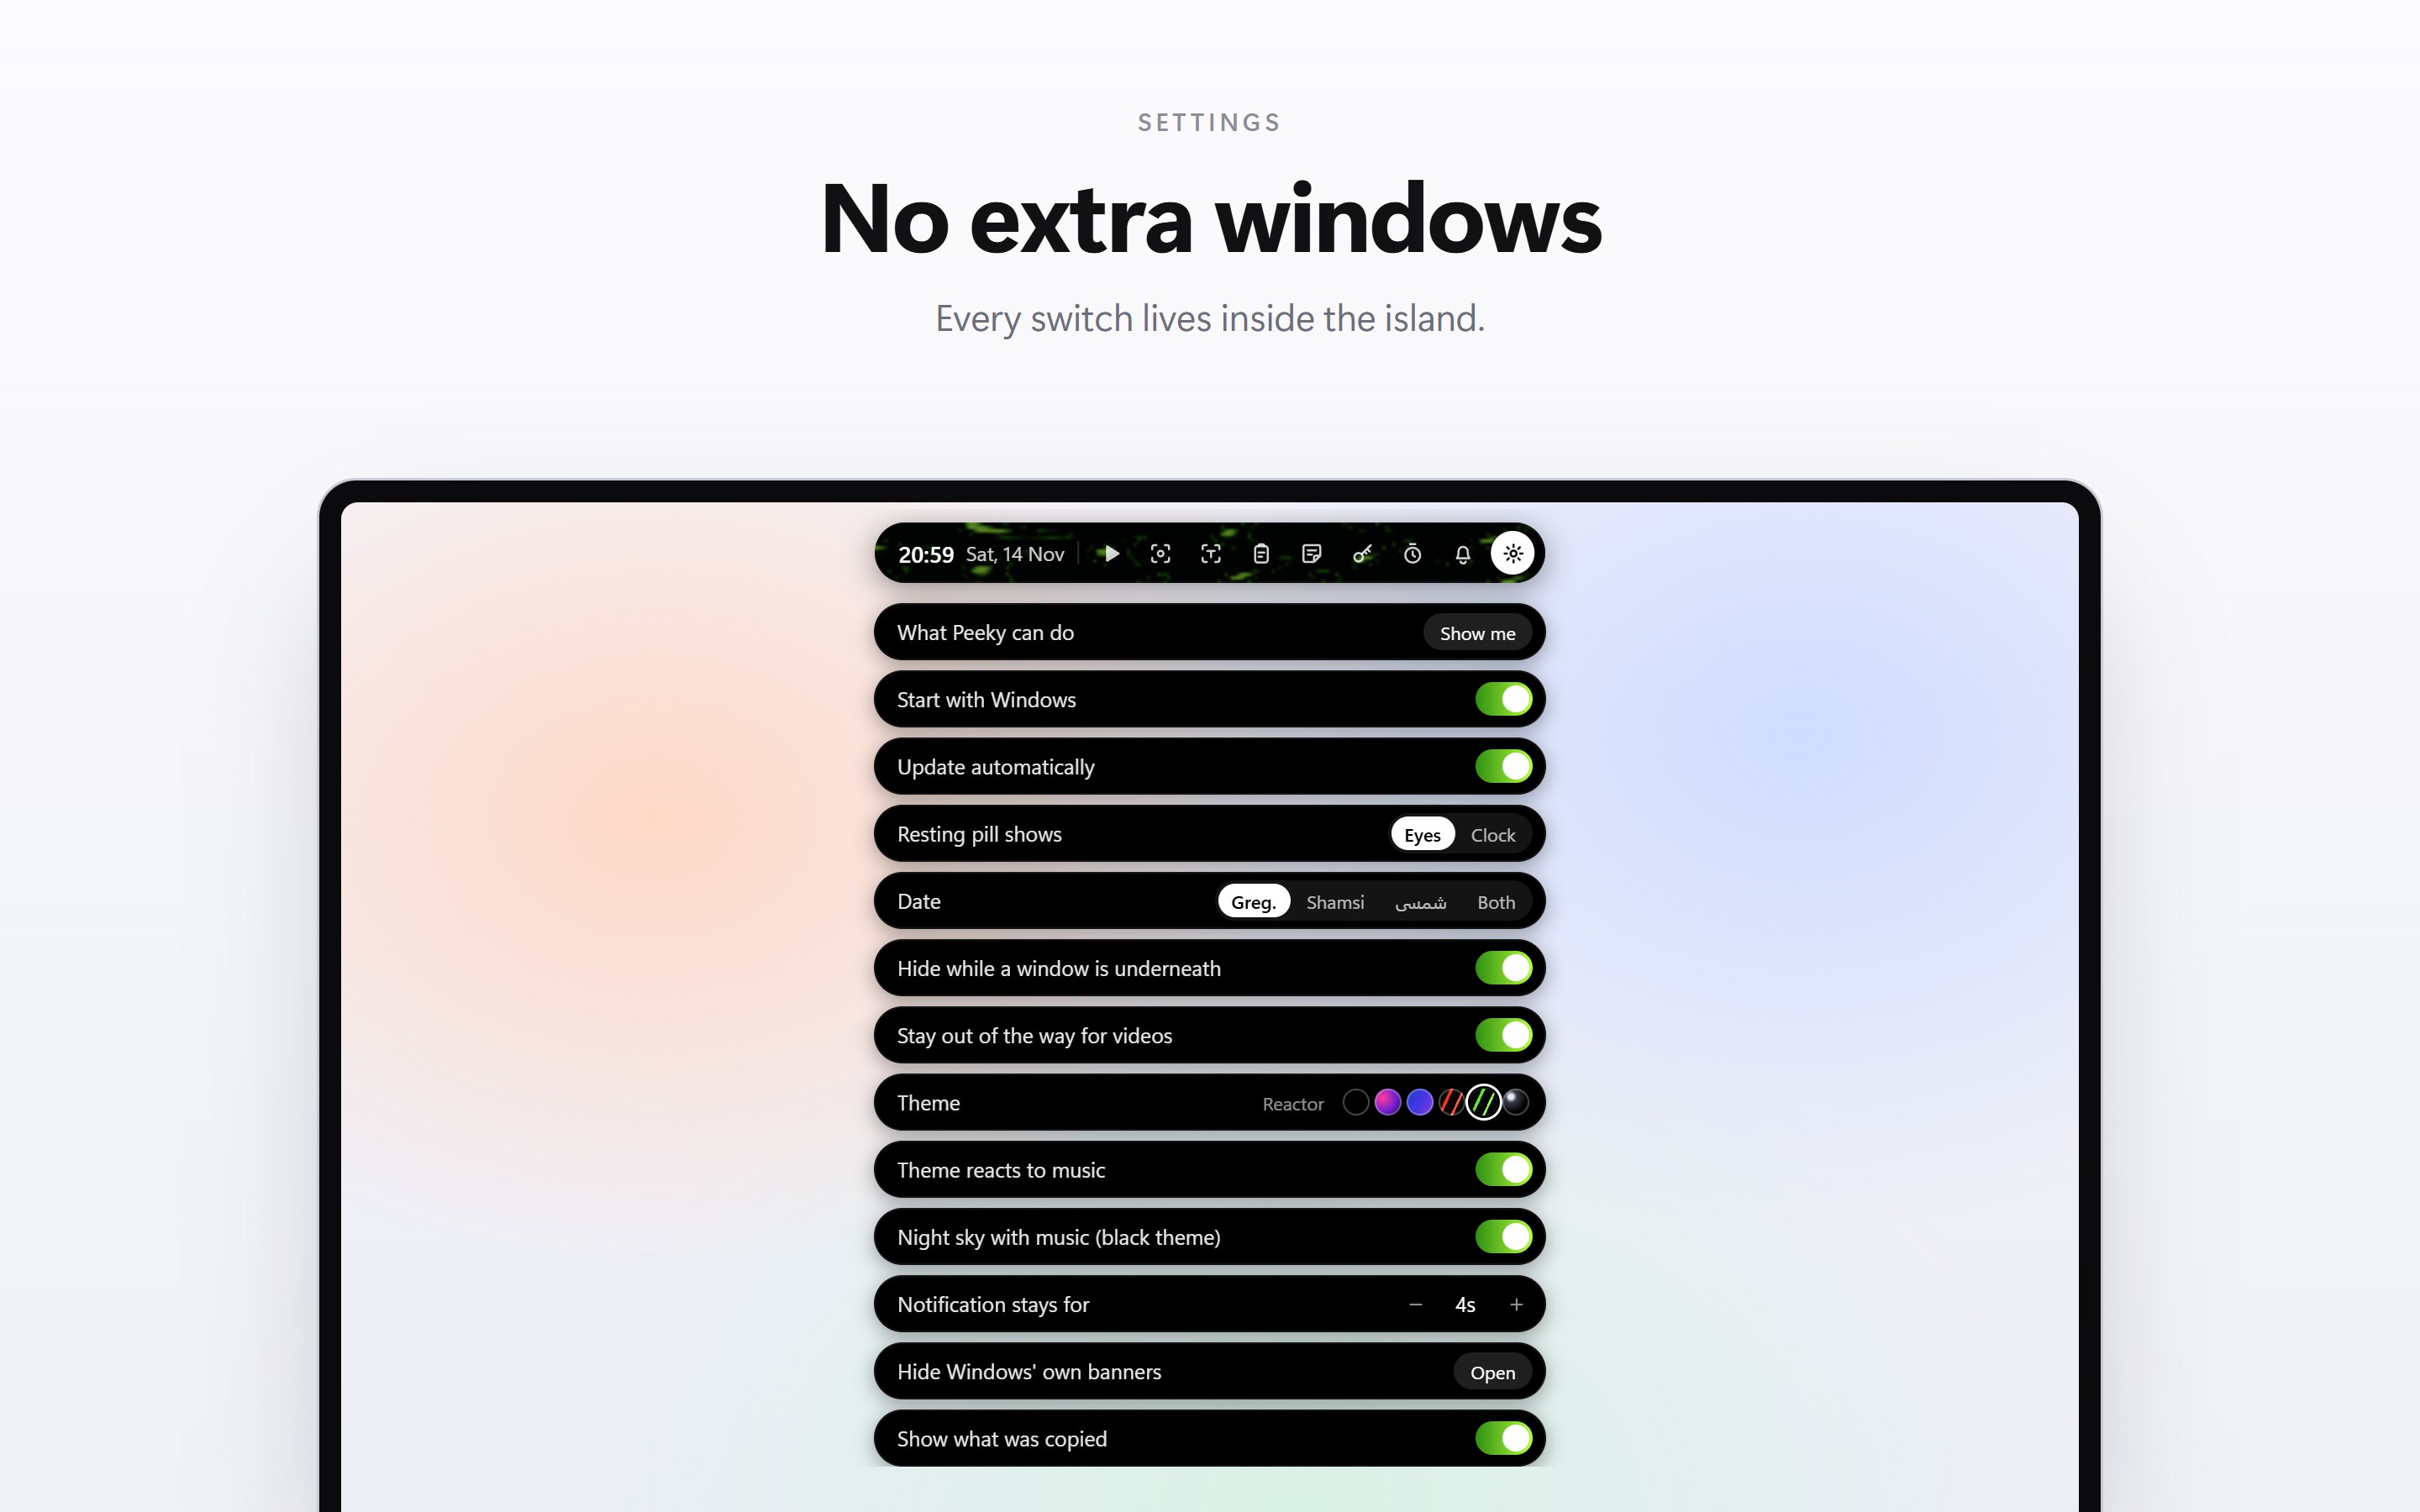 SETTINGS
No extra windows
Every switch lives inside the island.
20:59 Sat, 14 Nov
What Peeky can do Show me
Start with Windows
Update automatically
Resting pill shows Eyes Clock
Date Greg. Shamsi شمسی Both
Hide while a window is underneath
Stay out of the way for videos
Theme Reactor
Theme reacts to music
Night sky with music (black theme)
Notification stays for − 4s +
Hide Windows' own banners Open
Show what was copied